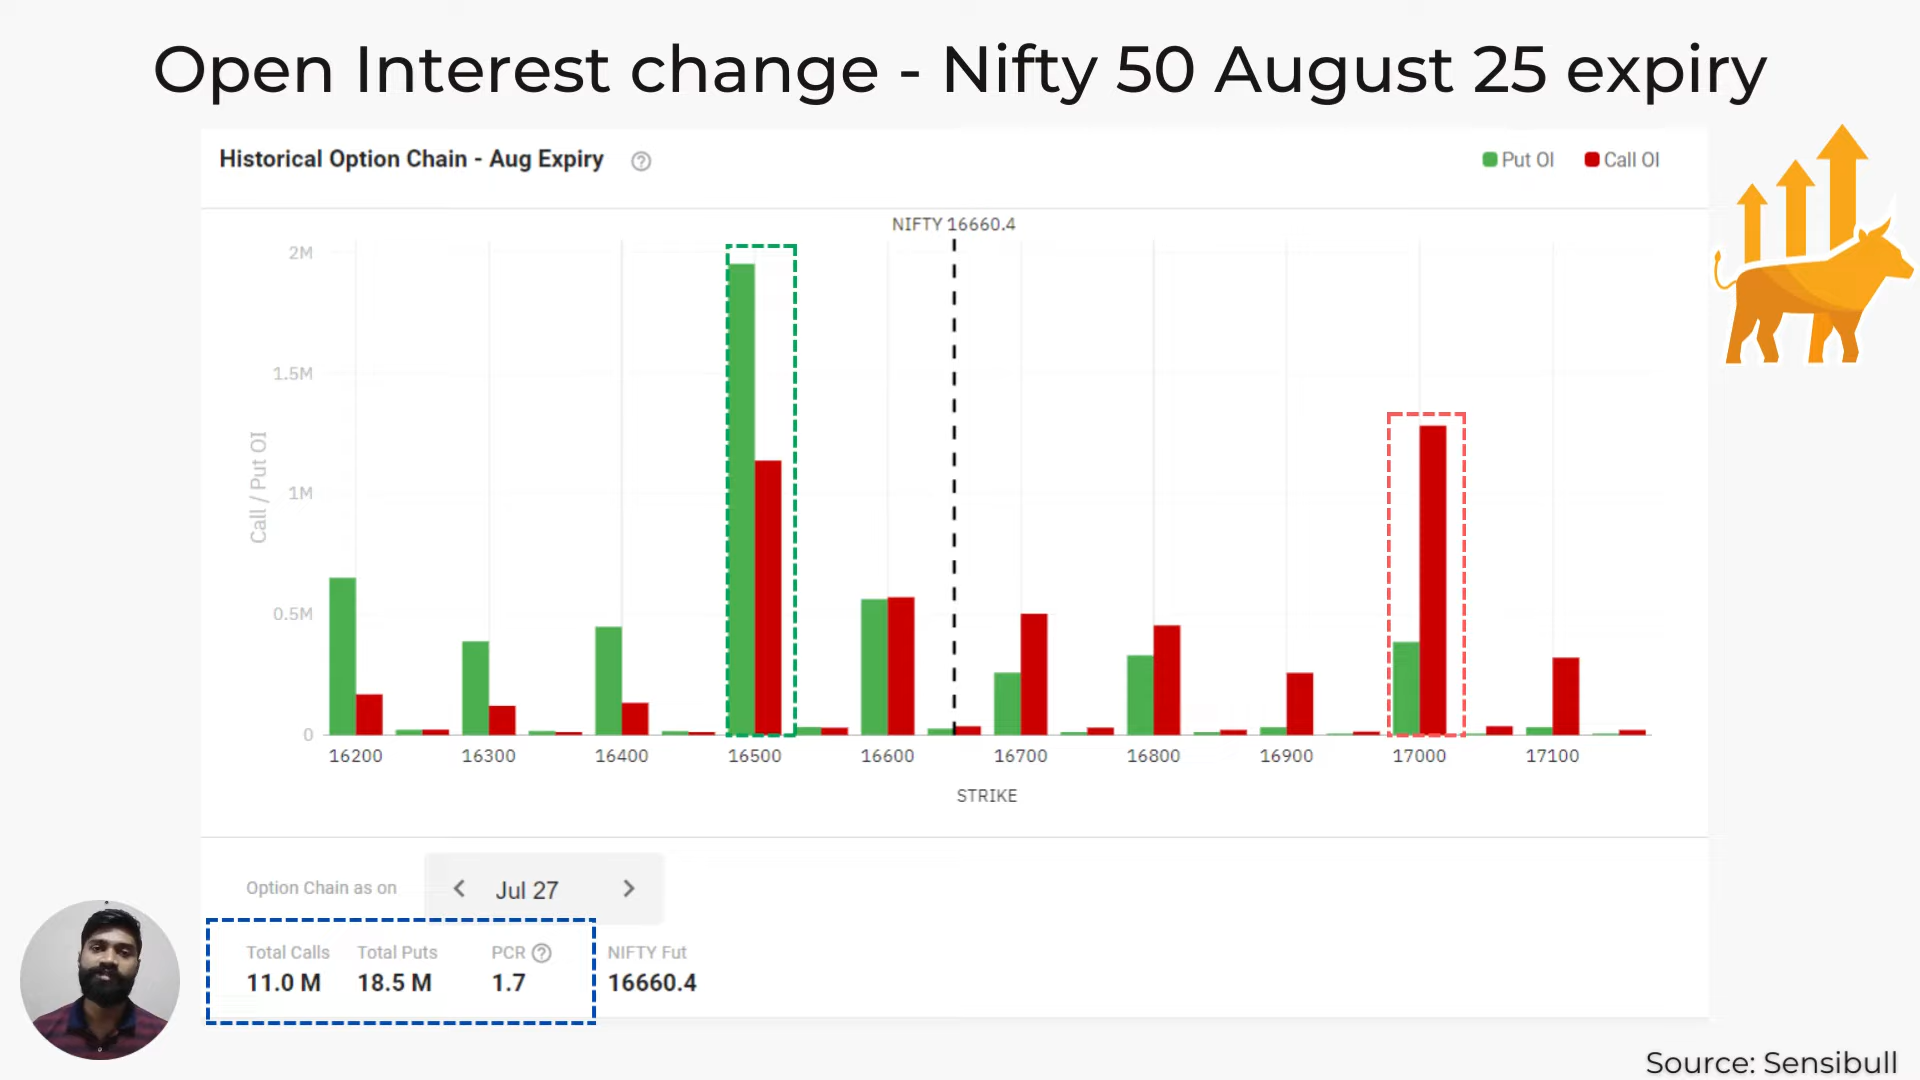 Open Interest change - Nifty 50 August 25 expiry
Historical Option Chain - Aug Expiry ?
Put OI Call OI
NIFTY 16660.4
2M
1.5M
1M
0.5M
0
Call / Put OI
16200 16300 16400 16500 16600 16700 16800 16900 17000 17100
STRIKE
Option Chain as on < Jul 27 >
Total Calls Total Puts PCR ? NIFTY Fut
11.0 M 18.5 M 1.7 16660.4
Source: Sensibull